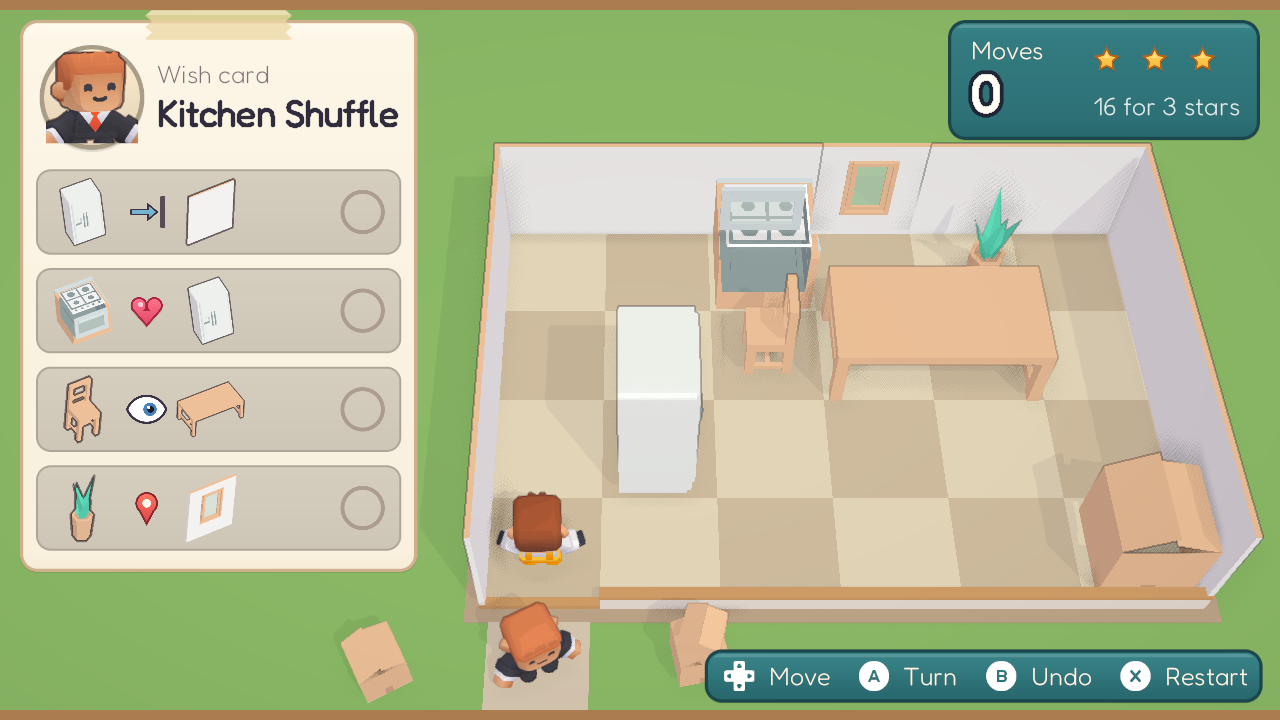 Wish card
Kitchen Shuffle
Moves
0
16 for 3 stars
Move
A Turn
B Undo
X Restart